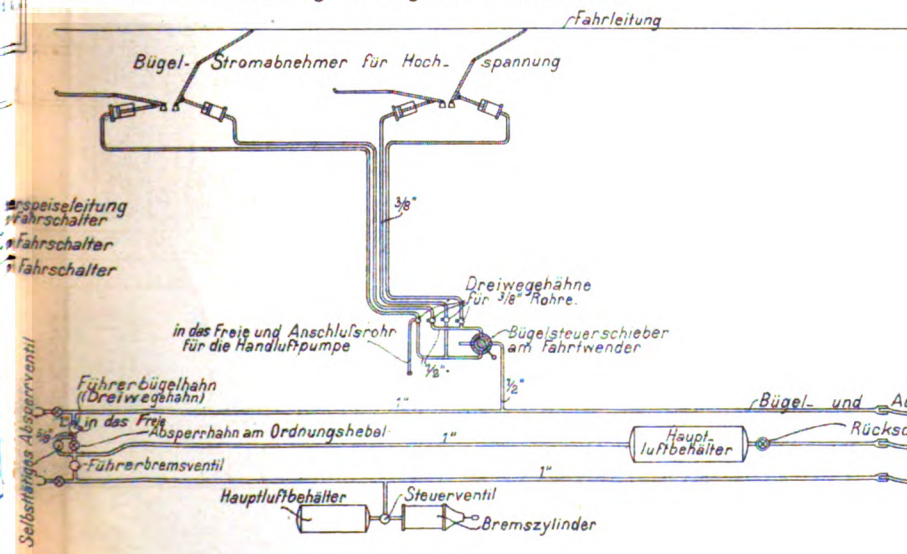 Fahrleitung
Bügel- Stromabnehmer für Hoch- spannung
3/8"
erspeiseleitung
Fahrschalter
Fahrschalter
Fahrschalter
Dreiwegehähne
für 3/8" Rohre.
in das Freie und Anschlußrohr
für die Handluftpumpe
1/2"
Bügelsteuerschieber
am Fahrtwender
1/2"
Selbsttätiges Absperrventil
Führerbügelhahn
(Dreiwegehahn)
1"
Bügel- und
in das Freie
3/8"
Absperrhahn am Ordnungshebel
1"
Haupt-
luftbehälter
Führerbremsventil
1"
Hauptluftbehälter
Steuerventil
Bremszylinder